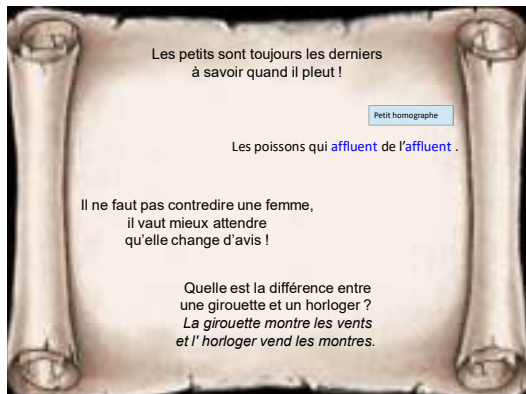 Les petits sont toujours les derniers
à savoir quand il pleut !
Petit homographe
Les poissons qui affluent de l'affluent .
Il ne faut pas contredire une femme,
il vaut mieux attendre
qu'elle change d'avis !
Quelle est la différence entre
une girouette et un horloger ?
La girouette montre les vents
et l' horloger vend les montres.